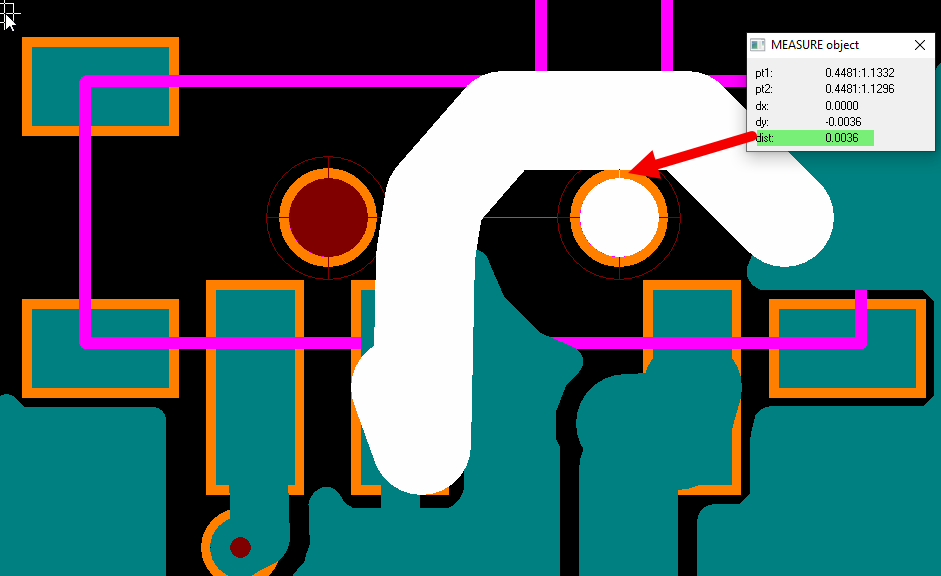 MEASURE object
pt1: 0.4481:1.1332
pt2: 0.4481:1.1296
dx: 0.0000
dy: -0.0036
dist: 0.0036